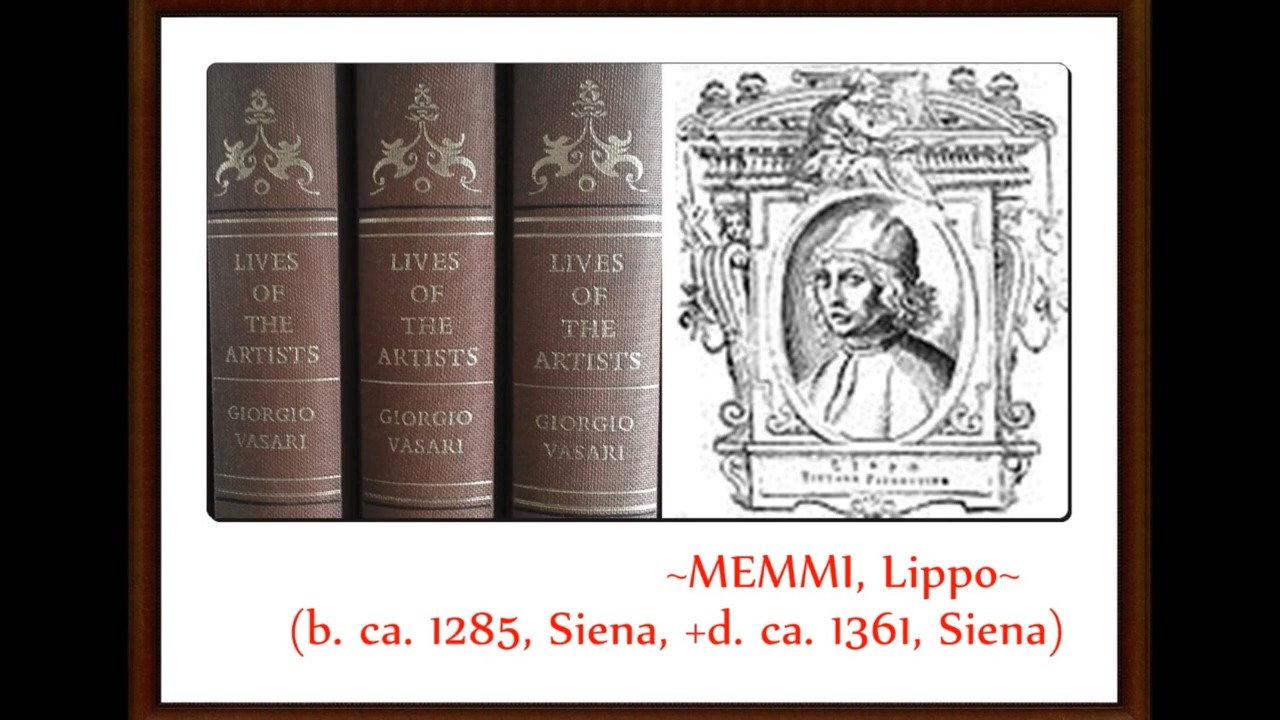 LIVES
OF
THE
ARTISTS
GIORGIO
VASARI
LIVES
OF
THE
ARTISTS
GIORGIO
VASARI
LIVES
OF
THE
ARTISTS
GIORGIO
VASARI
LIPPO
~MEMMI, Lippo~
(b. ca. 1285, Siena, +d. ca. 1361, Siena)